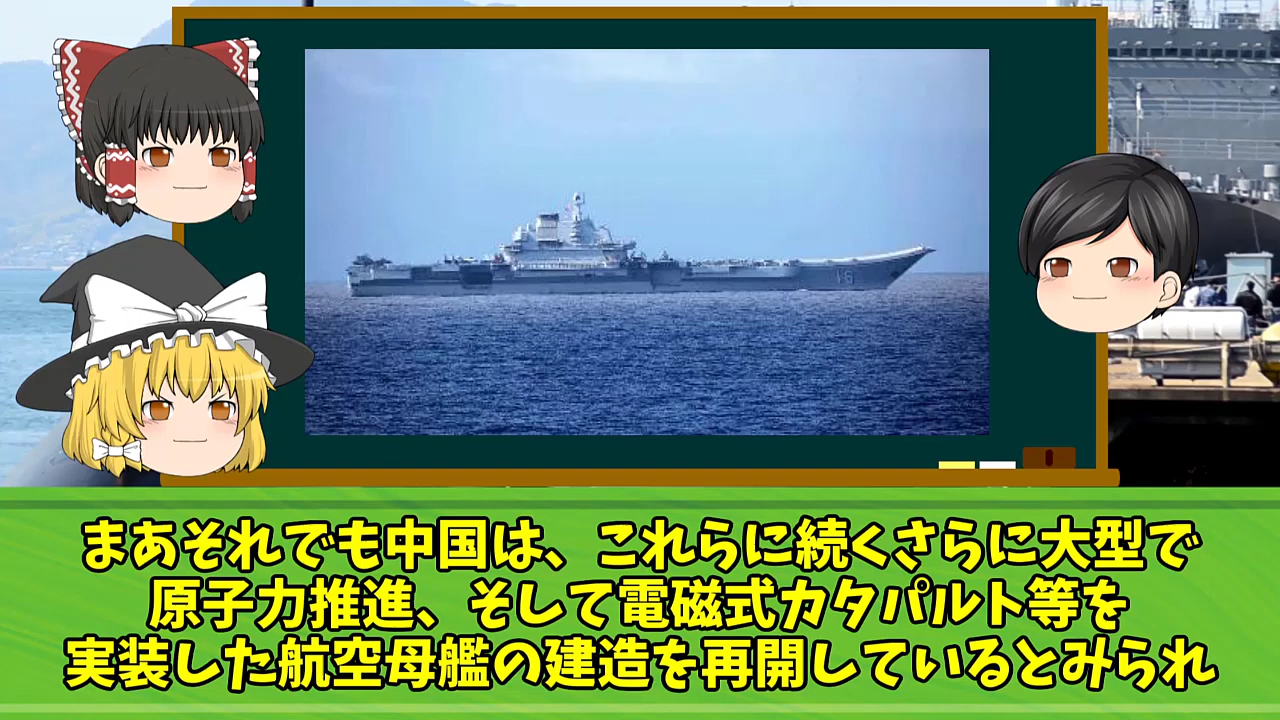 16
まあそれでも中国は、これらに続くさらに大型で
原子力推進、そして電磁式カタパルト等を
実装した航空母艦の建造を再開しているとみられ